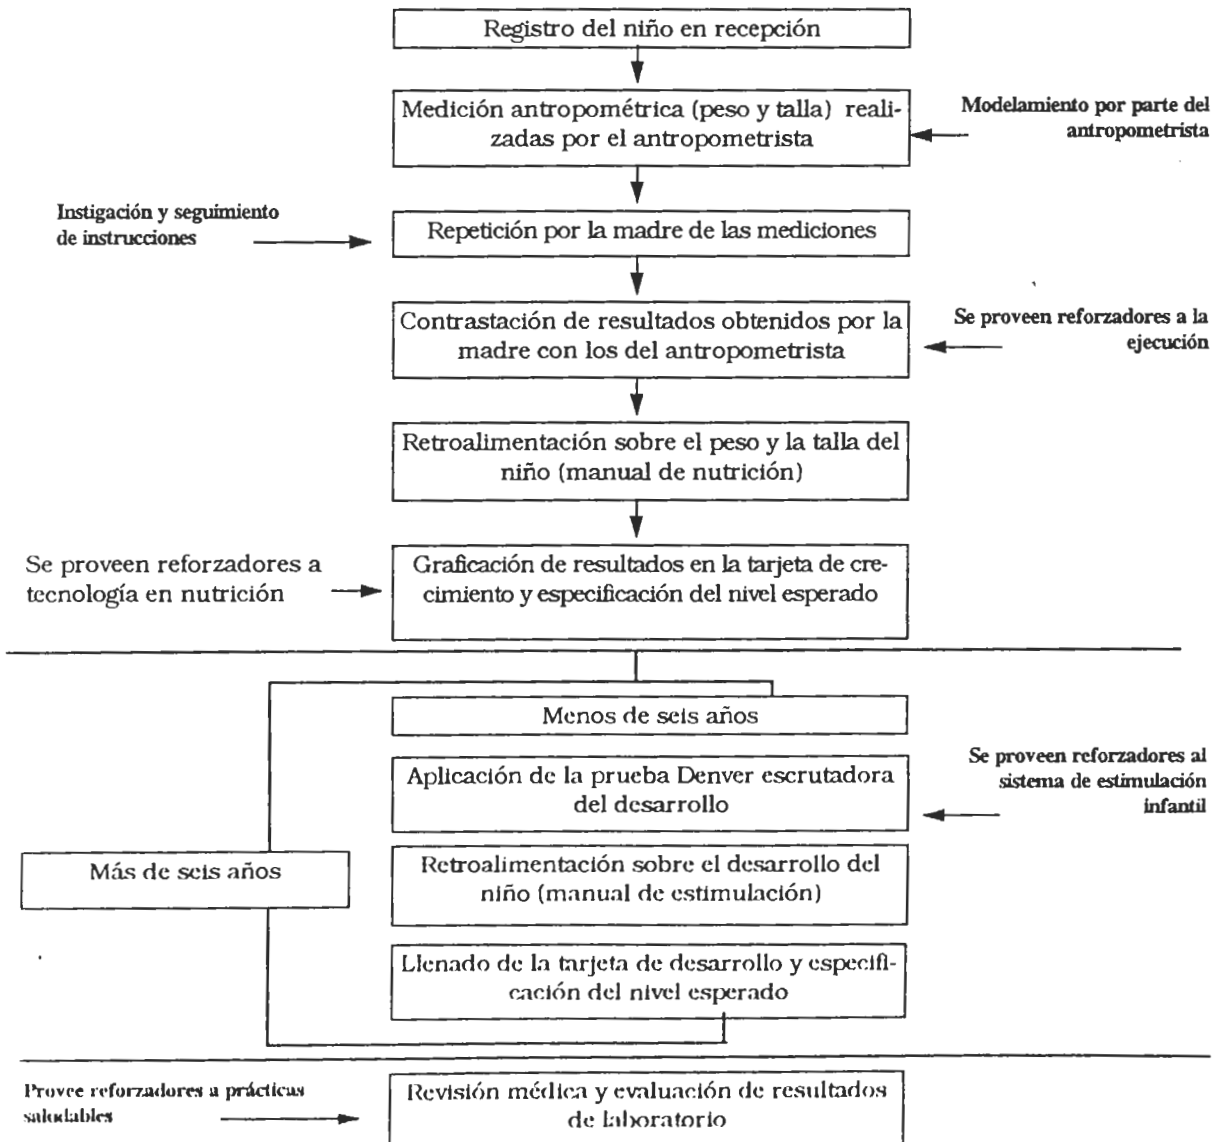 Registro del niño en recepción
Medición antropométrica (peso y talla) reali-
zadas por el antropometrista
Modelamiento por parte del
antropometrista
Instigación y seguimiento
de instrucciones
Repetición por la madre de las mediciones
Contrastación de resultados obtenidos por la
madre con los del antropometrista
Se proveen reforzadores a la
ejecución
Retroalimentación sobre el peso y la talla del
niño (manual de nutrición)
Se proveen reforzadores a
tecnología en nutrición
Graficación de resultados en la tarjeta de cre-
cimiento y especificación del nivel esperado
Menos de seis años
Aplicación de la prueba Denver escrutadora
del desarrollo
Se proveen reforzadores al
sistema de estimulación
infantil
Más de seis años
Retroalimentación sobre el desarrollo del
niño (manual de estimulación)
Llenado de la tarjeta de desarrollo y especifi-
cación del nivel esperado
Provee reforzadores a prácticas
saludables
Revisión médica y evaluación de resultados
de laboratorio